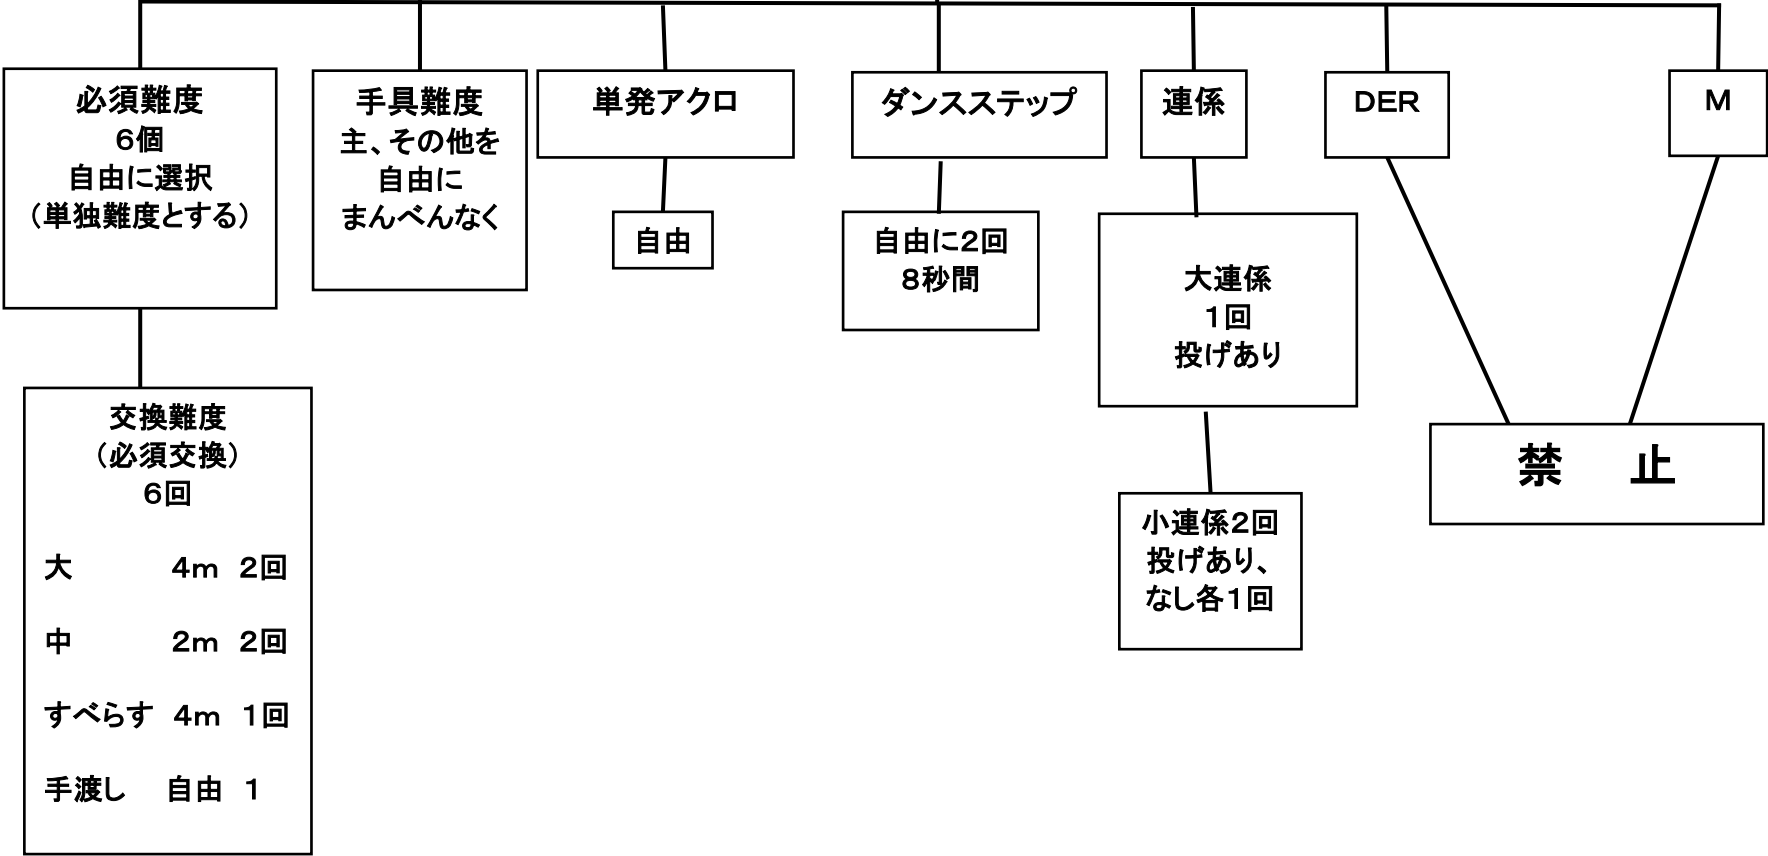 必須難度
６個
自由に選択
（単独難度とする）
手具難度
主、その他を
自由に
まんべんなく
単発アクロ
自由
ダンスステップ
自由に２回
８秒間
連係
大連係
１回
投げあり
小連係２回
投げあり、
なし各１回
DER
M
禁　止
交換難度
（必須交換）
６回
大　４ｍ　２回
中　２ｍ　２回
すべらす　４ｍ　１回
手渡し　自由　１